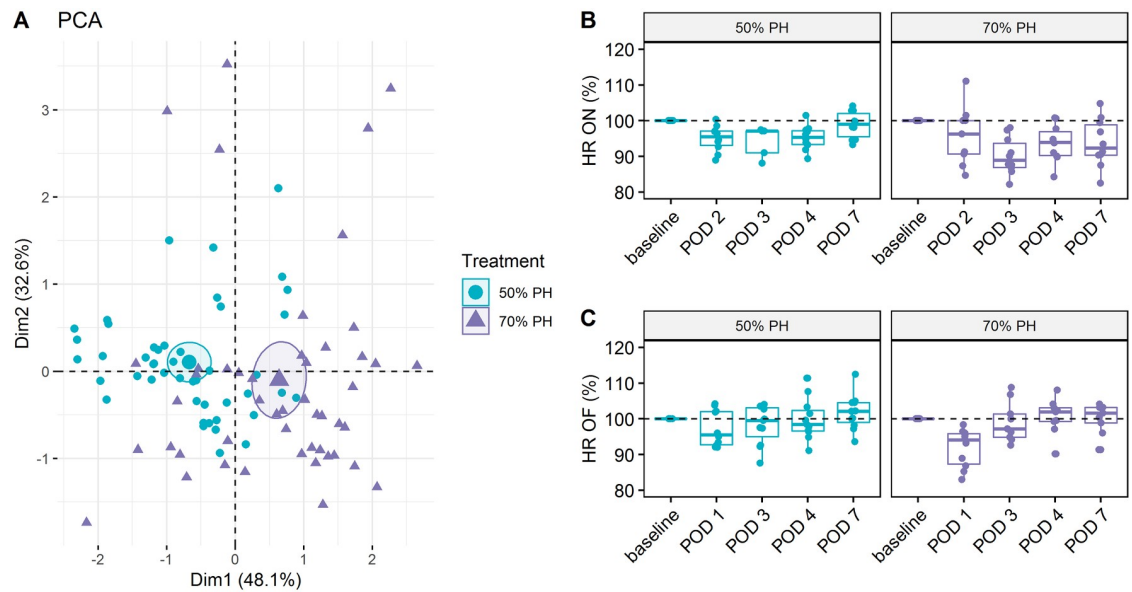 A PCA
3
2
1
0
-1
Dim2 (32.6%)
-2 -1 0 1 2
Dim1 (48.1%)
Treatment
50% PH
70% PH
B
50% PH 70% PH
120
110
100
90
80
HR ON (%)
baseline POD 2 POD 3 POD 4 POD 7 baseline POD 2 POD 3 POD 4 POD 7
C
50% PH 70% PH
120
110
100
90
80
HR OF (%)
baseline POD 1 POD 3 POD 4 POD 7 baseline POD 1 POD 3 POD 4 POD 7